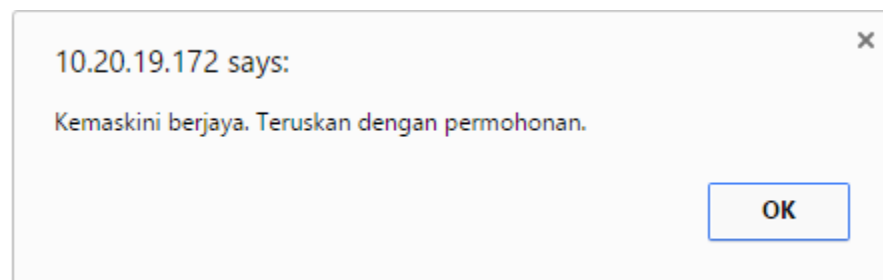 10.20.19.172 says:
Kemaskini berjaya. Teruskan dengan permohonan.
OK